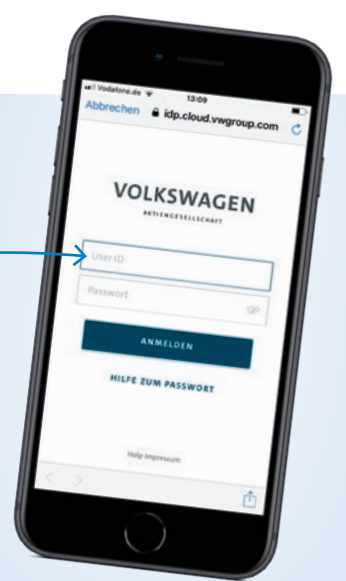 Vodafone.de 13:09
Abbrechen idp.cloud.vwgroup.com
VOLKSWAGEN
AKTIENGESELLSCHAFT
User ID
Passwort
ANMELDEN
HILFE ZUM PASSWORT
Help Impressum